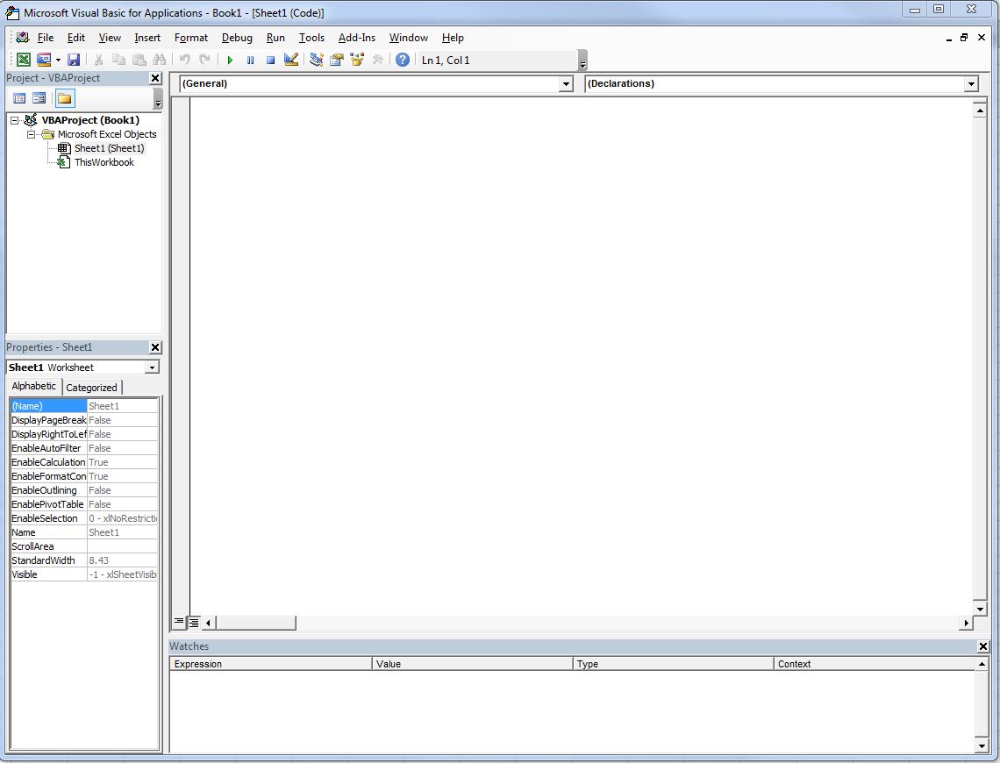 Microsoft Visual Basic for Applications - Book1 - [Sheet1 (Code)]
File Edit View Insert Format Debug Run Tools Add-Ins Window Help
Ln 1, Col 1
Project - VBAProject
VBAProject (Book1)
Microsoft Excel Objects
Sheet1 (Sheet1)
ThisWorkbook
(General) (Declarations)
Properties - Sheet1
Sheet1 Worksheet
Alphabetic Categorized
(Name) Sheet1
DisplayPageBreak False
DisplayRightToLef False
EnableAutoFilter False
EnableCalculation True
EnableFormatCon True
EnableOutlining False
EnablePivotTable False
EnableSelection 0 - xlNoRestricti
Name Sheet1
ScrollArea
StandardWidth 8.43
Visible -1 - xlSheetVisib
Watches
Expression Value Type Context